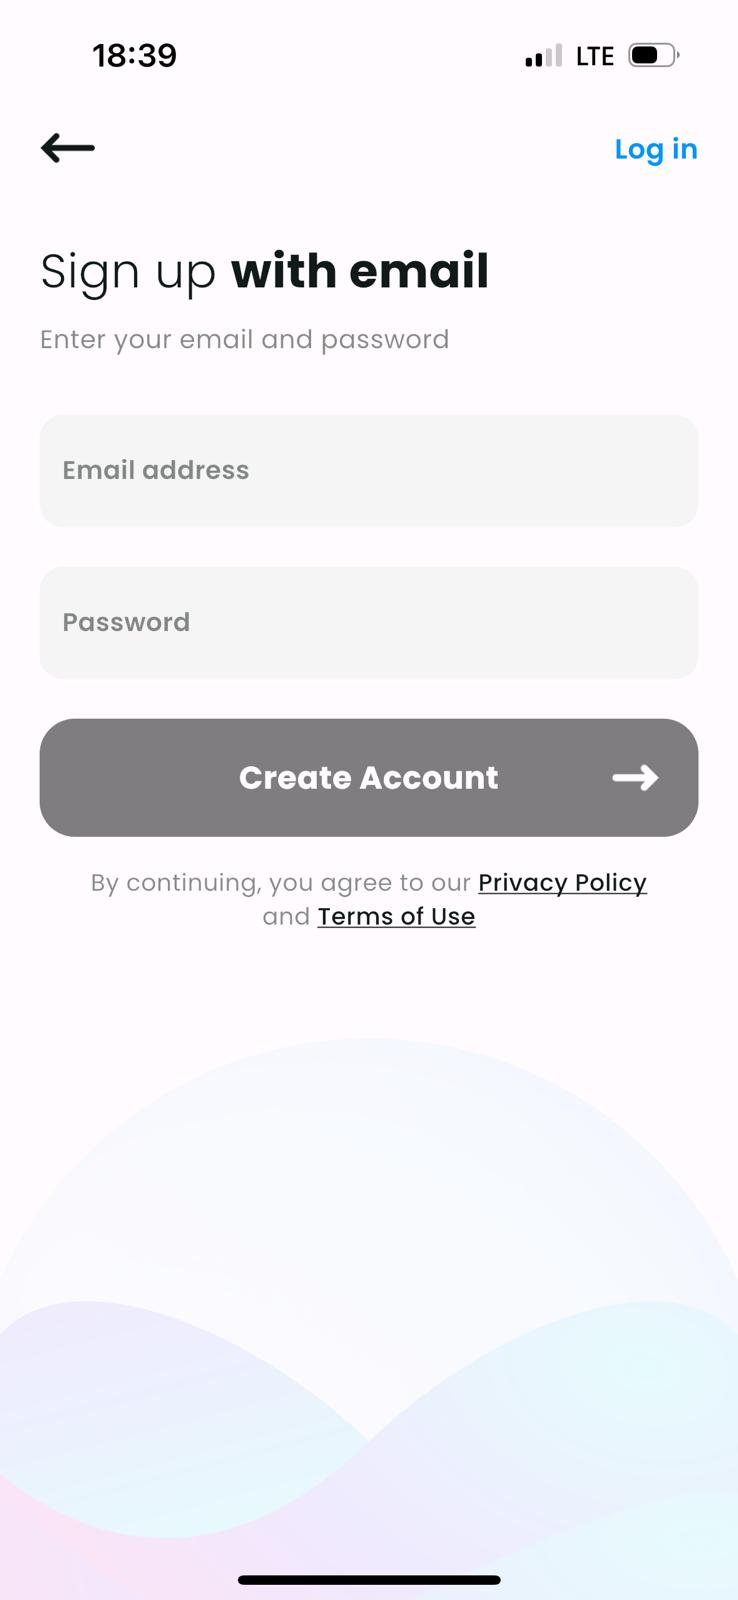 18:39 LTE
Log in
Sign up with email
Enter your email and password
Email address
Password
Create Account
By continuing, you agree to our Privacy Policy
and Terms of Use